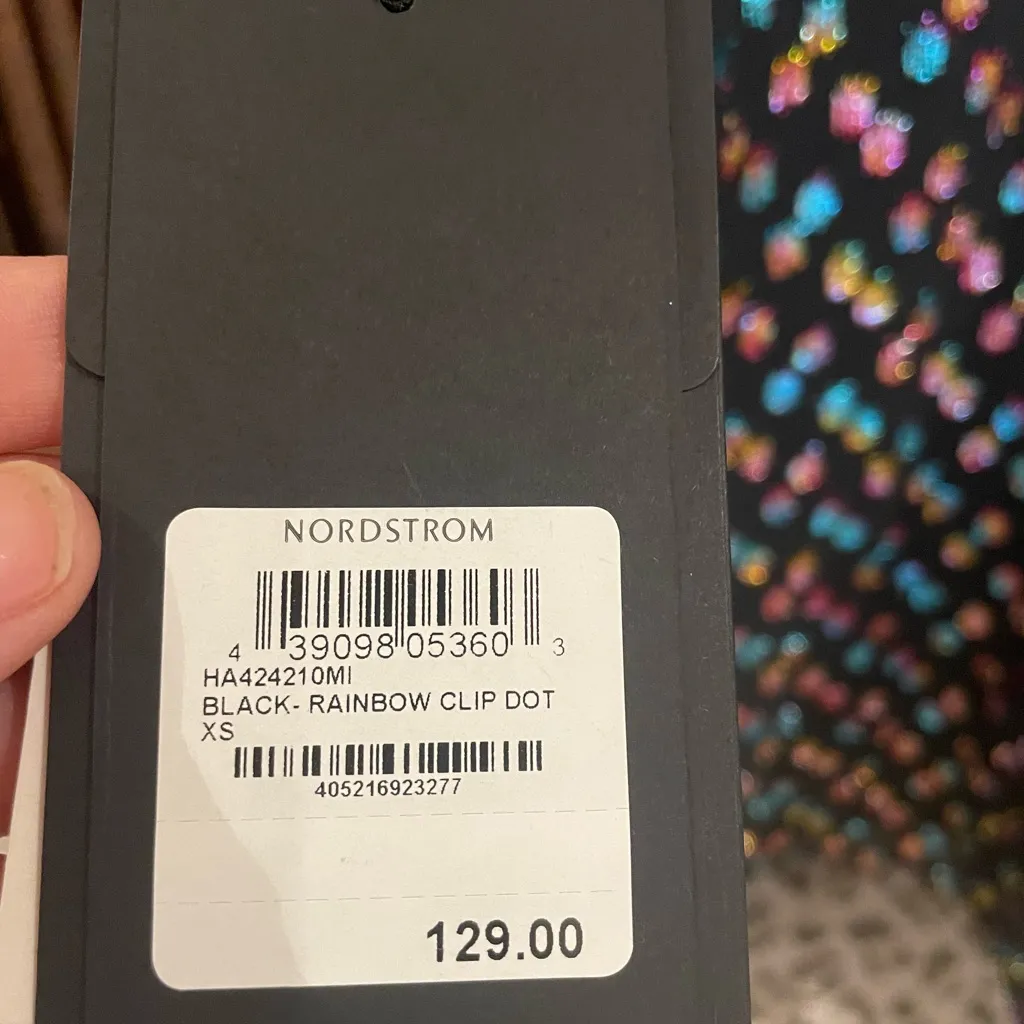 NORDSTROM
4 39098 05360 3
HA424210MI
BLACK- RAINBOW CLIP DOT
XS
405216923277
129.00